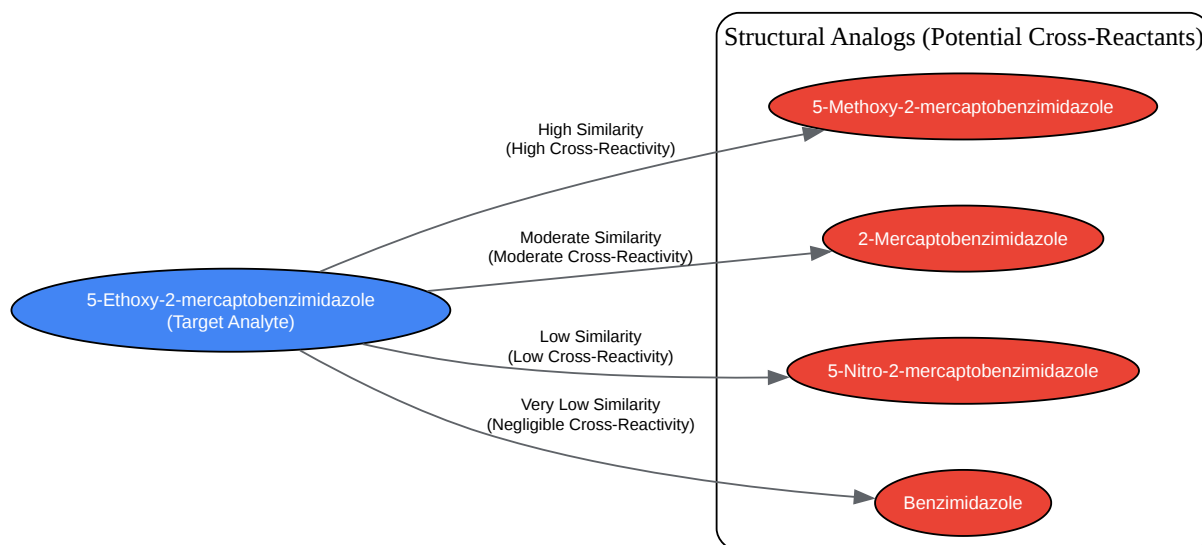 Structural Analogs (Potential Cross-Reactants)
5-Methoxy-2-mercaptobenzimidazole
High Similarity
(High Cross-Reactivity)
2-Mercaptobenzimidazole
Moderate Similarity
(Moderate Cross-Reactivity)
5-Ethoxy-2-mercaptobenzimidazole
(Target Analyte)
Low Similarity
(Low Cross-Reactivity)
5-Nitro-2-mercaptobenzimidazole
Very Low Similarity
(Negligible Cross-Reactivity)
Benzimidazole